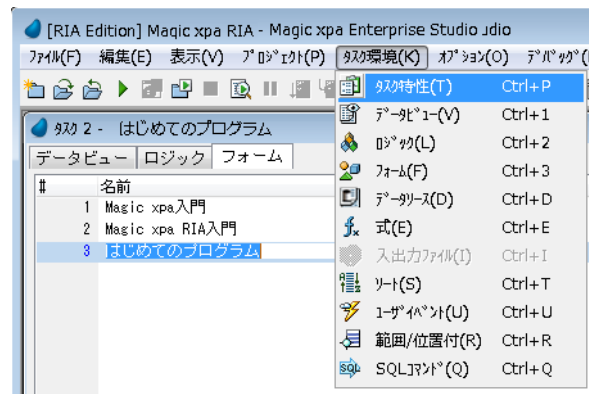 [RIA Edition] Magic xpa RIA - Magic xpa Enterprise Studio .udio
ﾌｧｲﾙ(F) 編集(E) 表示(V) ﾌﾟﾛｼﾞｪｸﾄ(P) ﾀｽｸ環境(K) ｵﾌﾟｼｮﾝ(O) ﾃﾞﾊﾞｯｸﾞ(
ﾀｽｸ特性(T) Ctrl+P
ﾃﾞｰﾀﾋﾞｭｰ(V) Ctrl+1
ﾛｼﾞｯｸ(L) Ctrl+2
ﾌｫｰﾑ(F) Ctrl+3
ﾃﾞｰﾀｿｰｽ(D) Ctrl+D
式(E) Ctrl+E
入出力ﾌｧｲﾙ(I) Ctrl+I
ｿｰﾄ(S) Ctrl+T
ﾕｰｻﾞｲﾍﾞﾝﾄ(U) Ctrl+U
範囲/位置付(R) Ctrl+R
SQLｺﾏﾝﾄﾞ(Q) Ctrl+Q
ﾀｽｸ 2 - はじめてのプログラム
データビュー ロジック フォーム
# 名前
1 Magic xpa入門
2 Magic xpa RIA入門
3 はじめてのプログラム